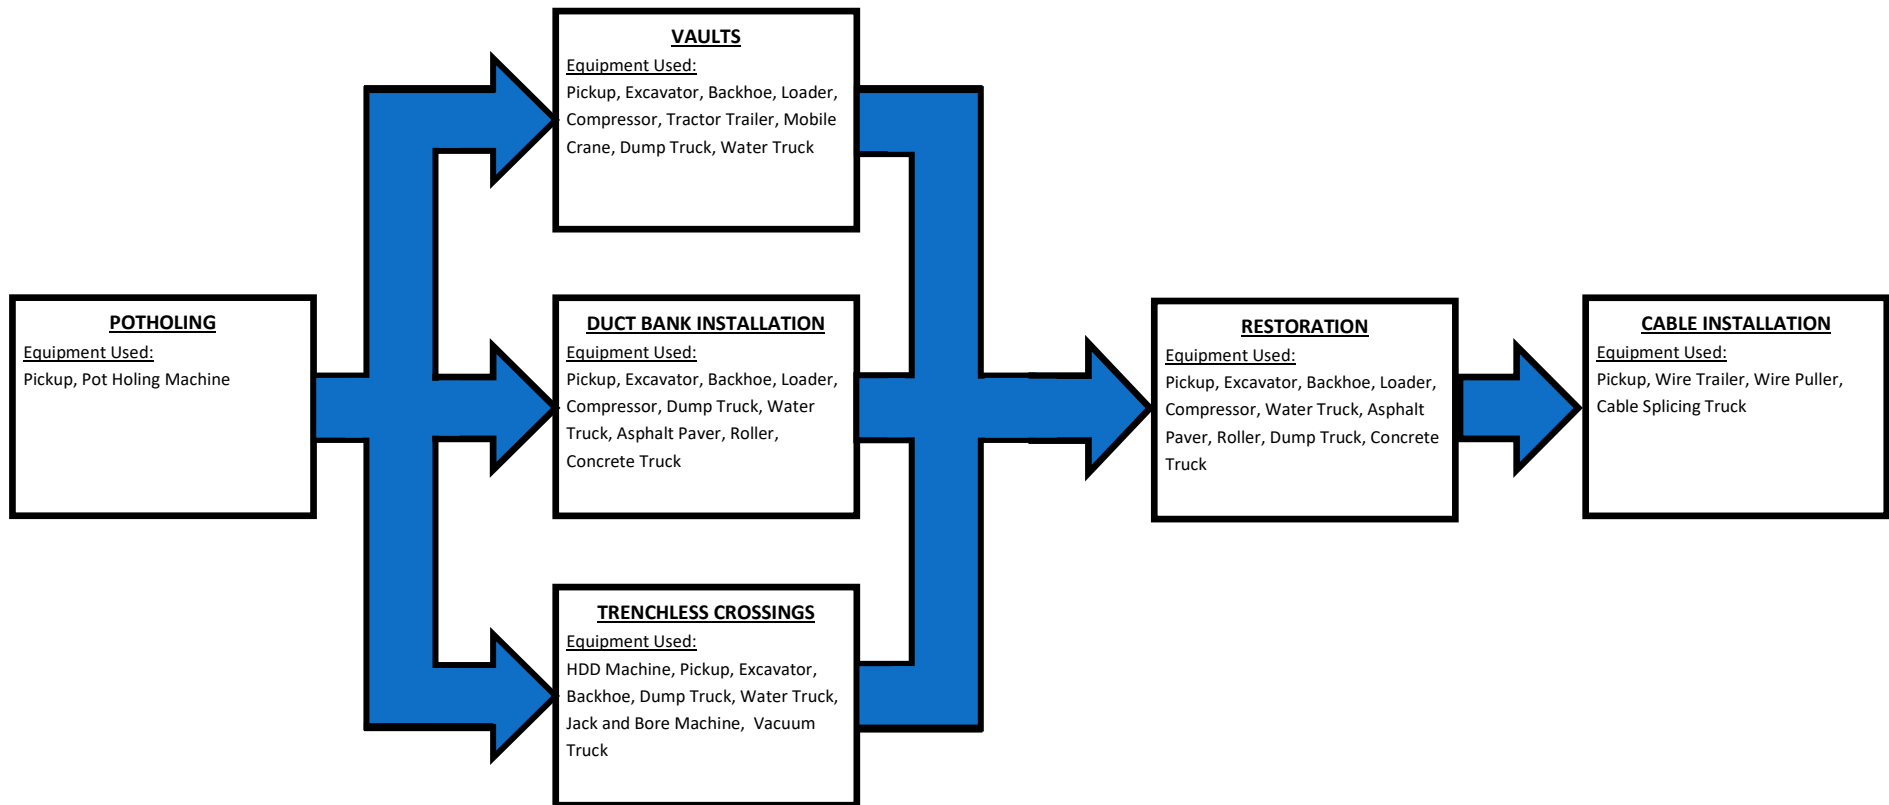 POTHOLING
Equipment Used:
Pickup, Pot Holing Machine
VAULTS
Equipment Used:
Pickup, Excavator, Backhoe, Loader,
Compressor, Tractor Trailer, Mobile
Crane, Dump Truck, Water Truck
DUCT BANK INSTALLATION
Equipment Used:
Pickup, Excavator, Backhoe, Loader,
Compressor, Dump Truck, Water
Truck, Asphalt Paver, Roller,
Concrete Truck
TRENCHLESS CROSSINGS
Equipment Used:
HDD Machine, Pickup, Excavator,
Backhoe, Dump Truck, Water Truck,
Jack and Bore Machine,  Vacuum
Truck
RESTORATION
Equipment Used:
Pickup, Excavator, Backhoe, Loader,
Compressor, Water Truck, Asphalt
Paver, Roller, Dump Truck, Concrete
Truck
CABLE INSTALLATION
Equipment Used:
Pickup, Wire Trailer, Wire Puller,
Cable Splicing Truck